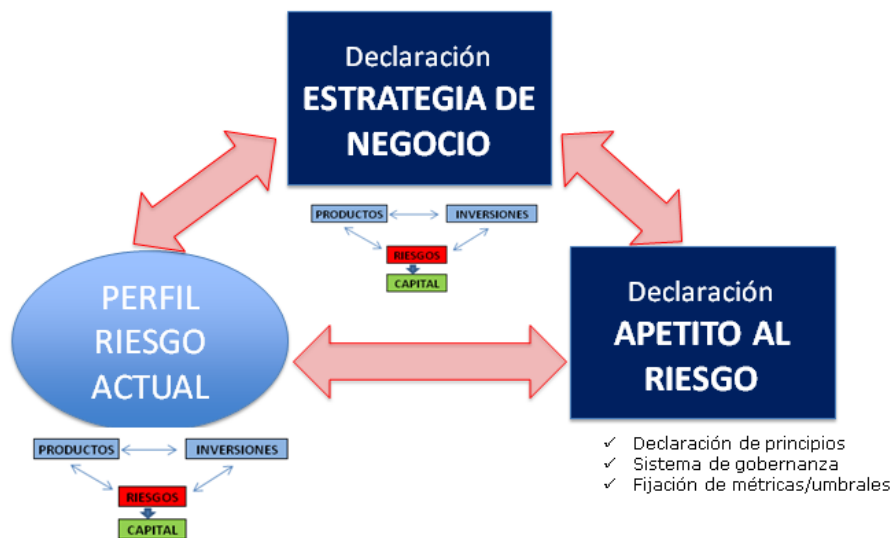 Declaración
ESTRATEGIA DE
NEGOCIO
PRODUCTOS
INVERSIONES
RIESGOS
CAPITAL
PERFIL
RIESGO
ACTUAL
Declaración
APETITO AL
RIESGO
PRODUCTOS
INVERSIONES
RIESGOS
CAPITAL
✓ Declaración de principios
✓ Sistema de gobernanza
✓ Fijación de métricas/umbrales